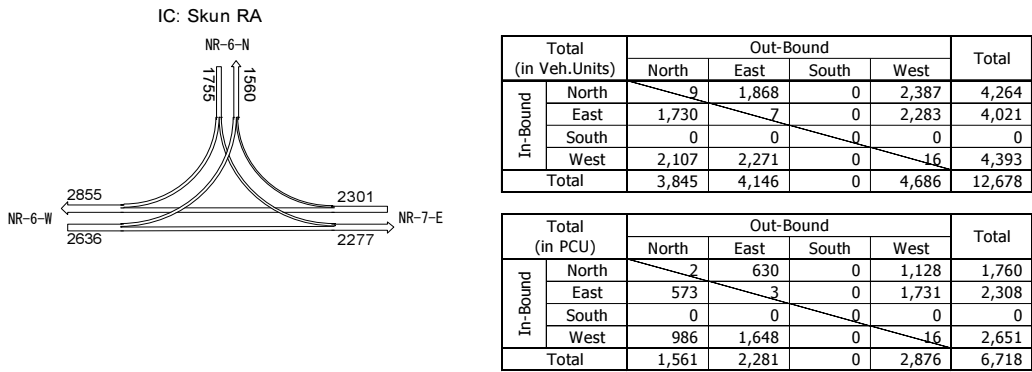 IC: Skun RA
NR-6-N
1755 1560
2855 2301
NR-6-W NR-7-E
2636 2277
Total (in Veh.Units) Out-Bound Total
North East South West
In-Bound North 9 1,868 0 2,387 4,264
East 1,730 7 0 2,283 4,021
South 0 0 0 0 0
West 2,107 2,271 0 16 4,393
Total 3,845 4,146 0 4,686 12,678
Total (in PCU) Out-Bound Total
North East South West
In-Bound North 2 630 0 1,128 1,760
East 573 3 0 1,731 2,308
South 0 0 0 0 0
West 986 1,648 0 16 2,651
Total 1,561 2,281 0 2,876 6,718